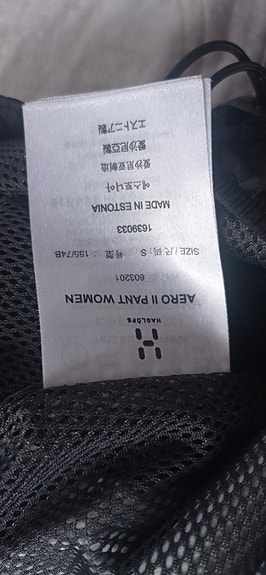 HAGLÖFS
AERO II PANT WOMEN
603201
SIZE / 尺码 : S 号型 : 155/74B
1639033
MADE IN ESTONIA
에스토니아
爱沙尼亚制造
愛沙尼亞製
エストニア製